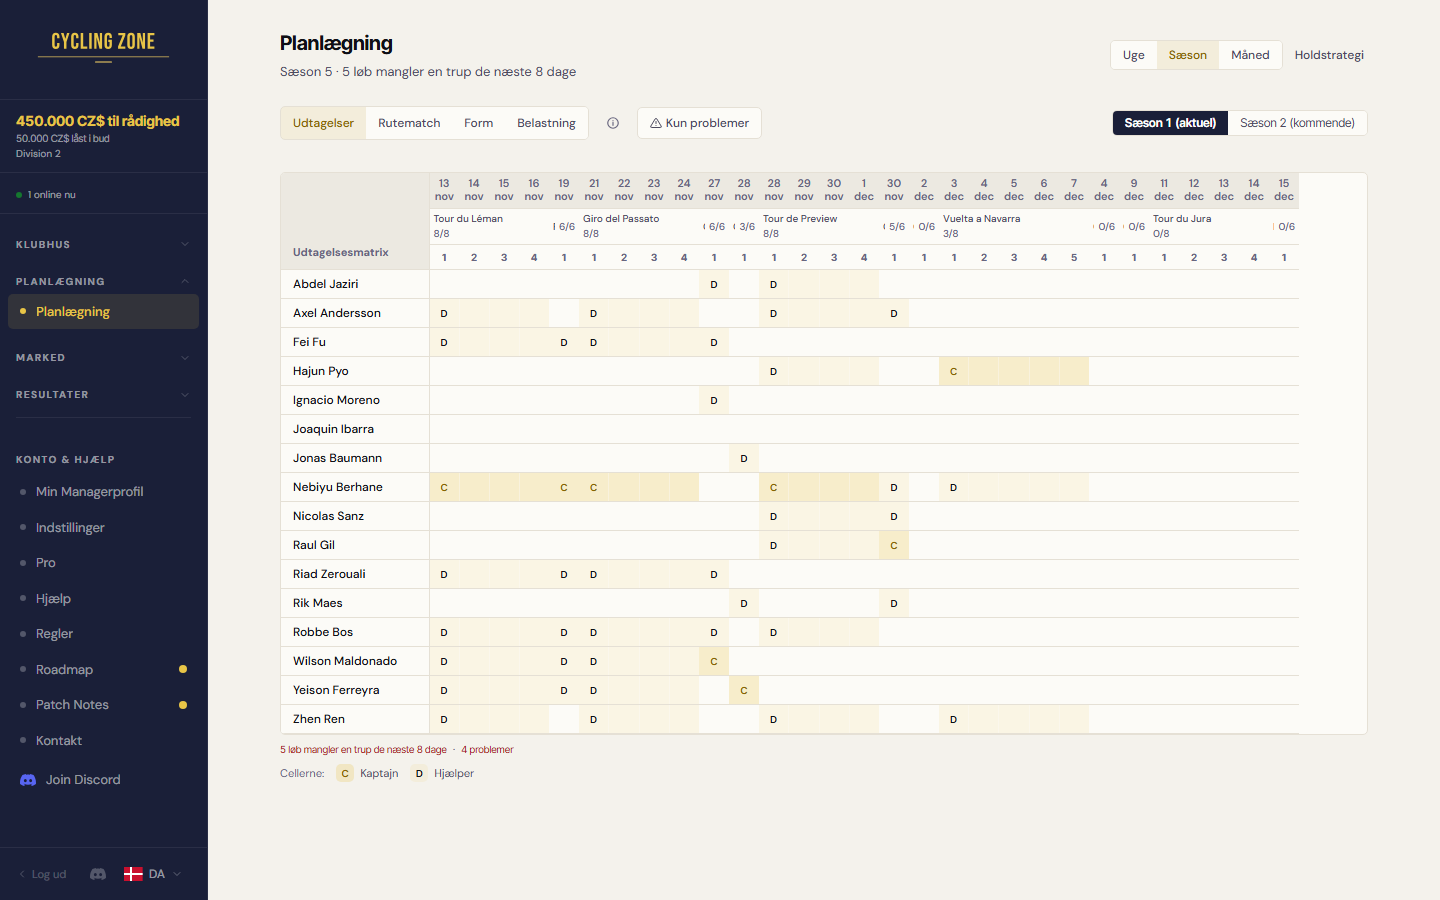 CYCLING ZONE
450.000 CZ$ til rådighed
50.000 CZ$ låst i bud
Division 2
1 online nu
KLUBHUS
PLANLÆGNING
Planlægning
MARKED
RESULTATER
KONTO & HJÆLP
Min Managerprofil
Indstillinger
Pro
Hjælp
Regler
Roadmap
Patch Notes
Kontakt
Join Discord
Log ud
DA
Planlægning
Sæson 5 · 5 løb mangler en trup de næste 8 dage
Uge Sæson Måned Holdstrategi
Udtagelser Rutematch Form Belastning Kun problemer
Sæson 1 (aktuel) Sæson 2 (kommende)
13 14 15 16 19 21 22 23 24 27 28 28 29 30 1 30 2 3 4 5 6 7 4 9 11 12 13 14 15
nov nov nov nov nov nov nov nov nov nov nov nov nov nov dec nov dec dec dec dec dec dec dec dec dec dec dec dec dec
Tour du Léman Giro del Passato Tour de Preview Vuelta a Navarra Tour du Jura
8/8 6/6 8/8 6/6 3/6 8/8 5/6 0/6 3/8 0/6 0/6 0/8 0/6
Udtagelsesmatrix
1 2 3 4 1 1 2 3 4 1 1 1 2 3 4 1 1 1 2 3 4 5 1 1 1 2 3 4 1
Abdel Jaziri D D
Axel Andersson D D D D
Fei Fu D D D D
Hajun Pyo D C
Ignacio Moreno D
Joaquin Ibarra
Jonas Baumann D
Nebiyu Berhane C C C C D D
Nicolas Sanz D D
Raul Gil D C
Riad Zerouali D D D D
Rik Maes D D
Robbe Bos D D D D D
Wilson Maldonado D D D C
Yeison Ferreyra D D D C
Zhen Ren D D D D
5 løb mangler en trup de næste 8 dage · 4 problemer
Cellerne: C Kaptajn D Hjælper